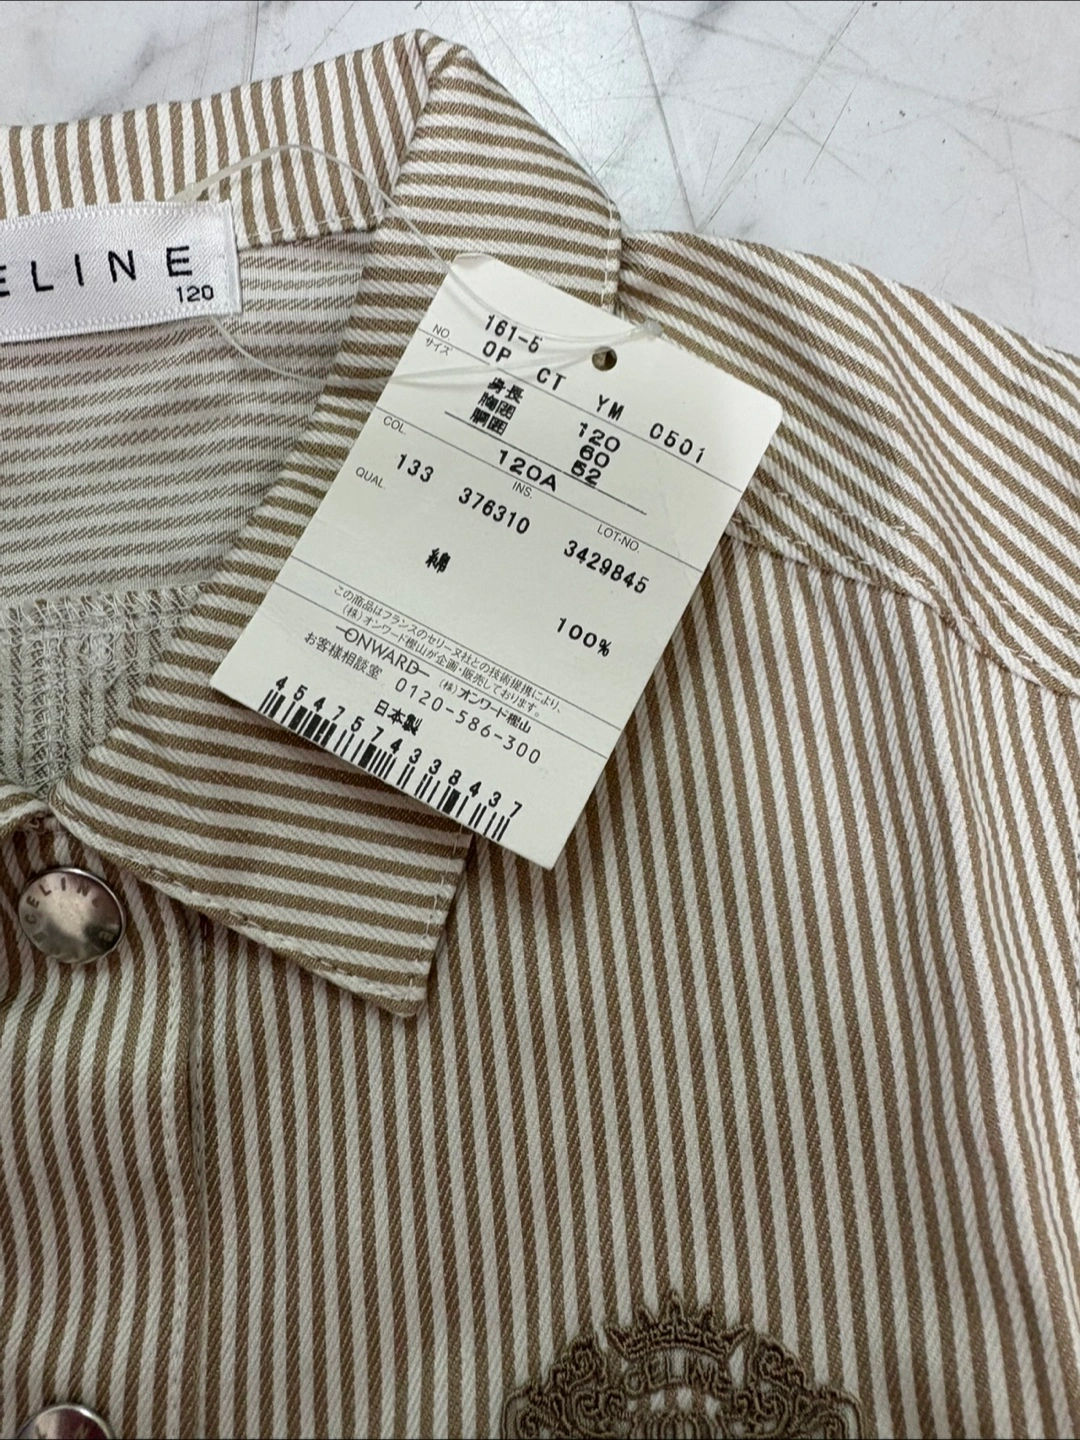 ELINE
120
161-5
NO.
OP CT YM 0501
サイズ
身長 120
胸囲 60
胴囲 52
120A
COL. INS. LOT-NO.
133 376310 3429845
QUAL.
綿 100%
この商品はフランスのセリーヌ社との技術提携により、
(株)オンワード樫山が企画・販売しております。
ONWARD (株)オンワード樫山
お客様相談室 0120-586-300
日本製
4547574338437
CELINE
CELINE